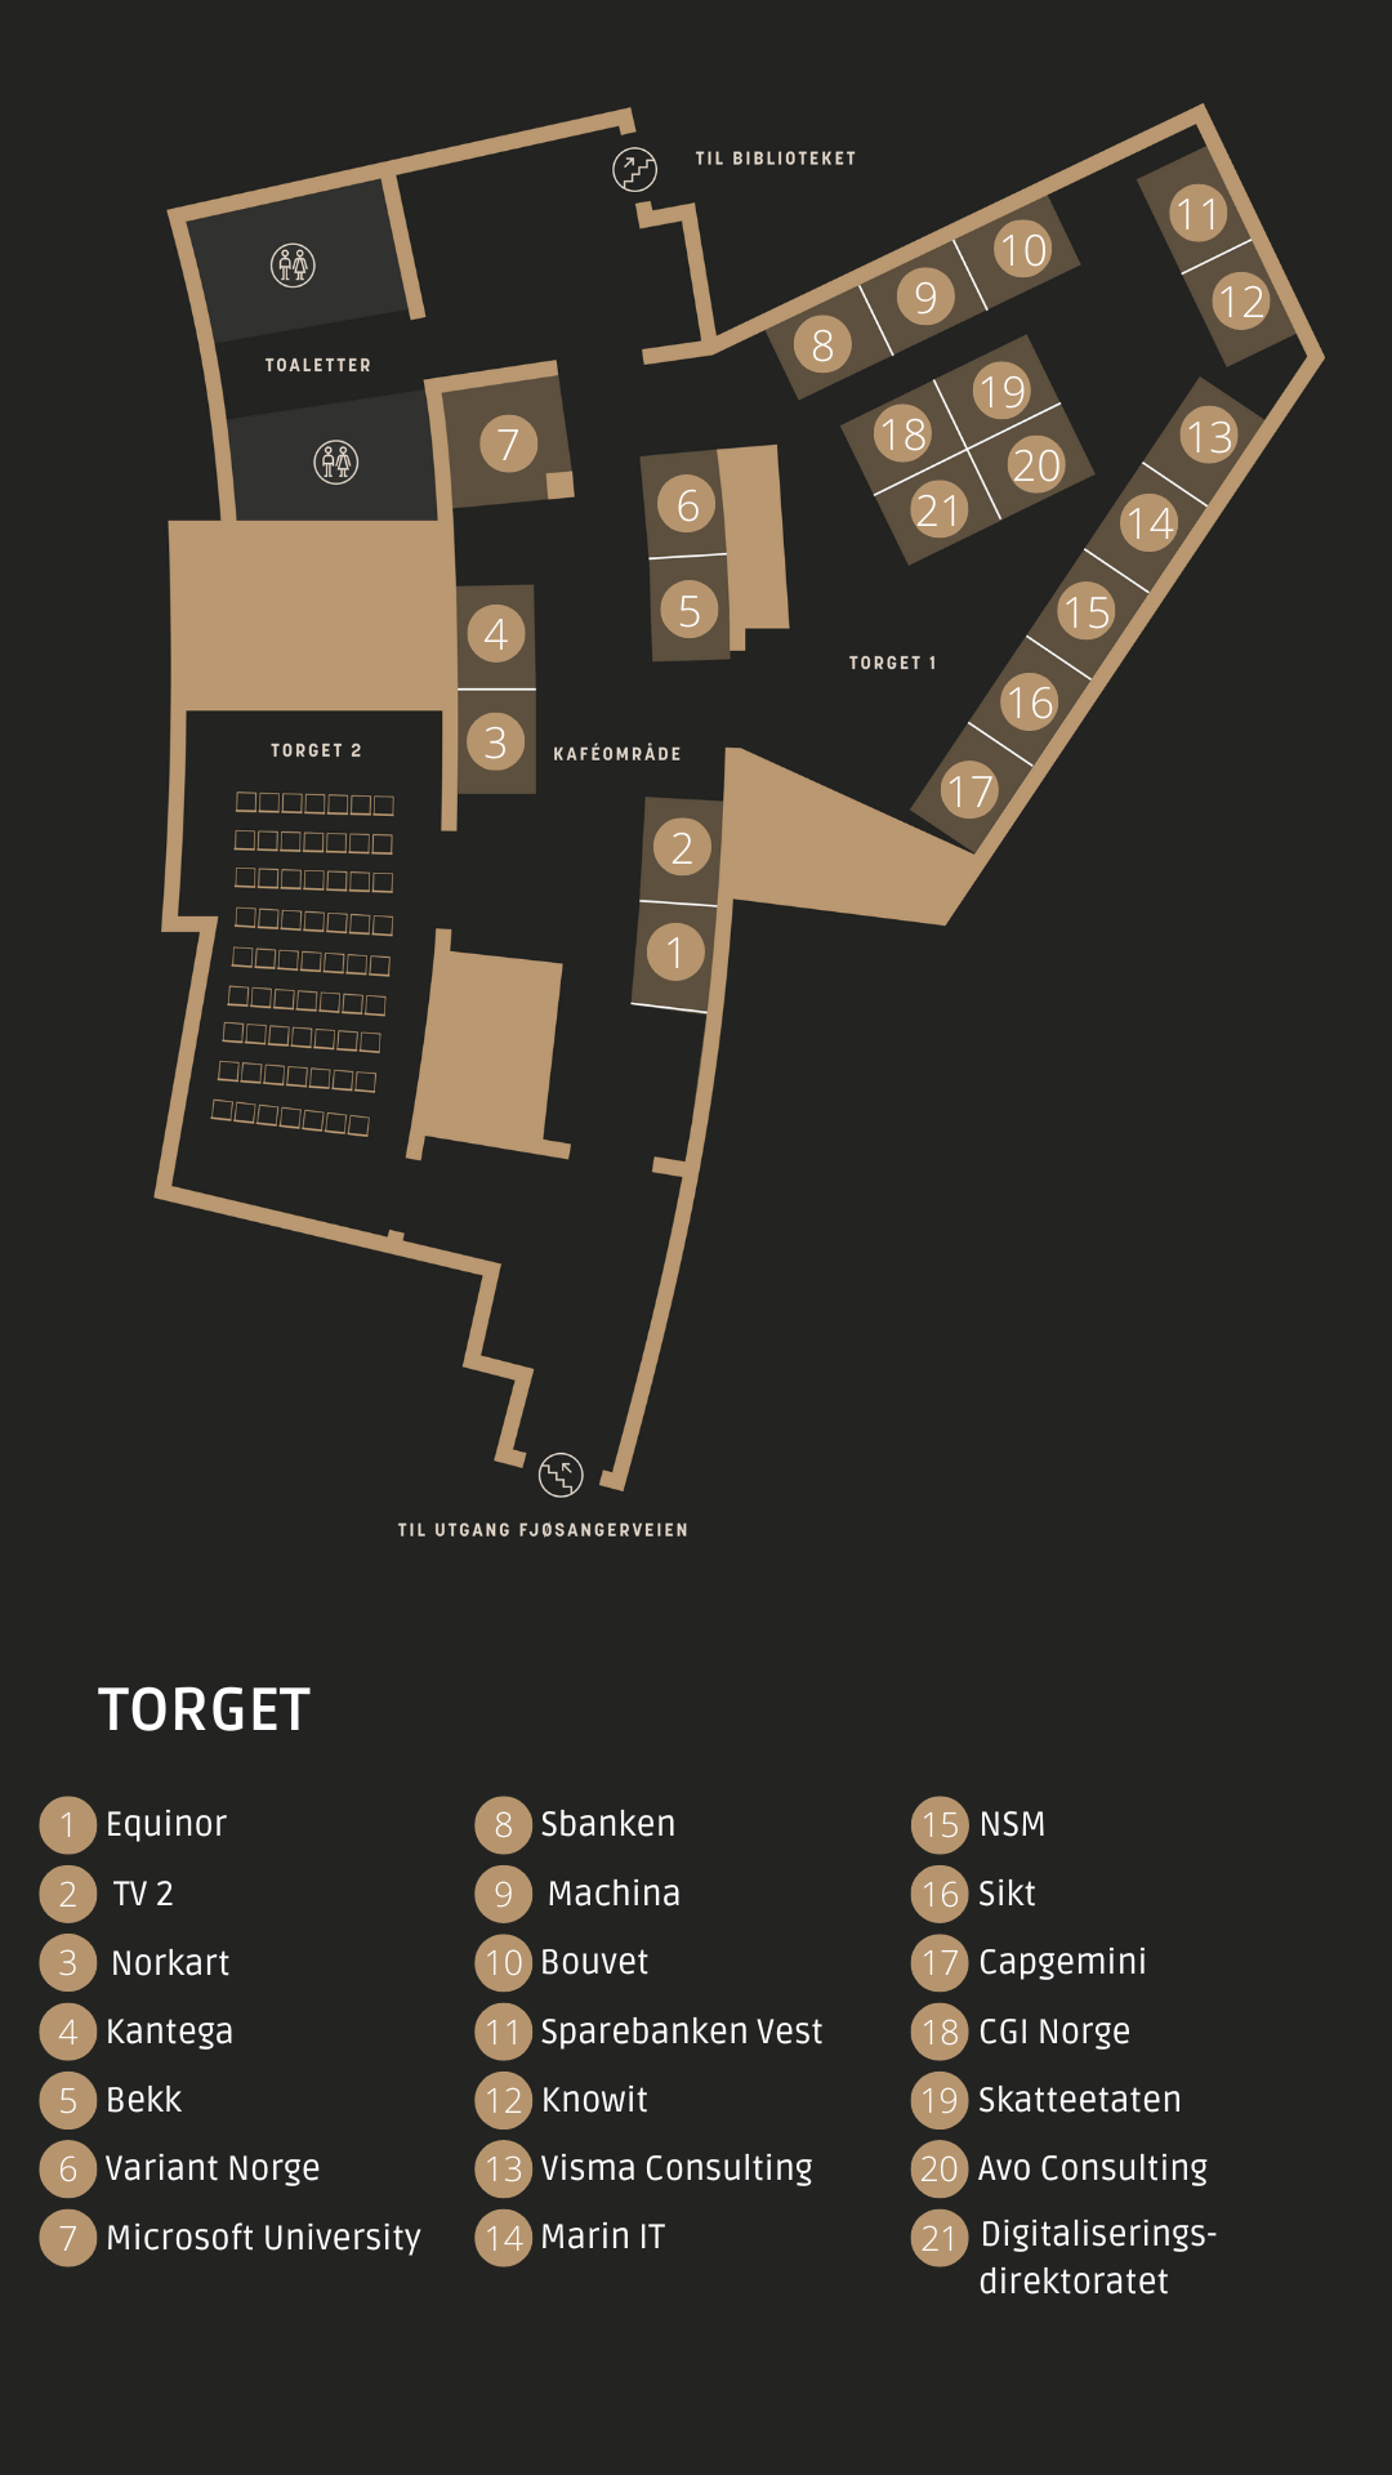 TIL BIBLIOTEKET
11
10
12
9
8
TOALETTER
19
18
13
7
20
6
21
14
5
15
4
TORGET 1
16
3
TORGET 2
KAFÉOMRÅDE
17
2
1
TIL UTGANG FJØSANGERVEIEN
TORGET
1 Equinor
2 TV 2
3 Norkart
4 Kantega
5 Bekk
6 Variant Norge
7 Microsoft University
8 Sbanken
9 Machina
10 Bouvet
11 Sparebanken Vest
12 Knowit
13 Visma Consulting
14 Marin IT
15 NSM
16 Sikt
17 Capgemini
18 CGI Norge
19 Skatteetaten
20 Avo Consulting
21 Digitaliserings-
direktoratet